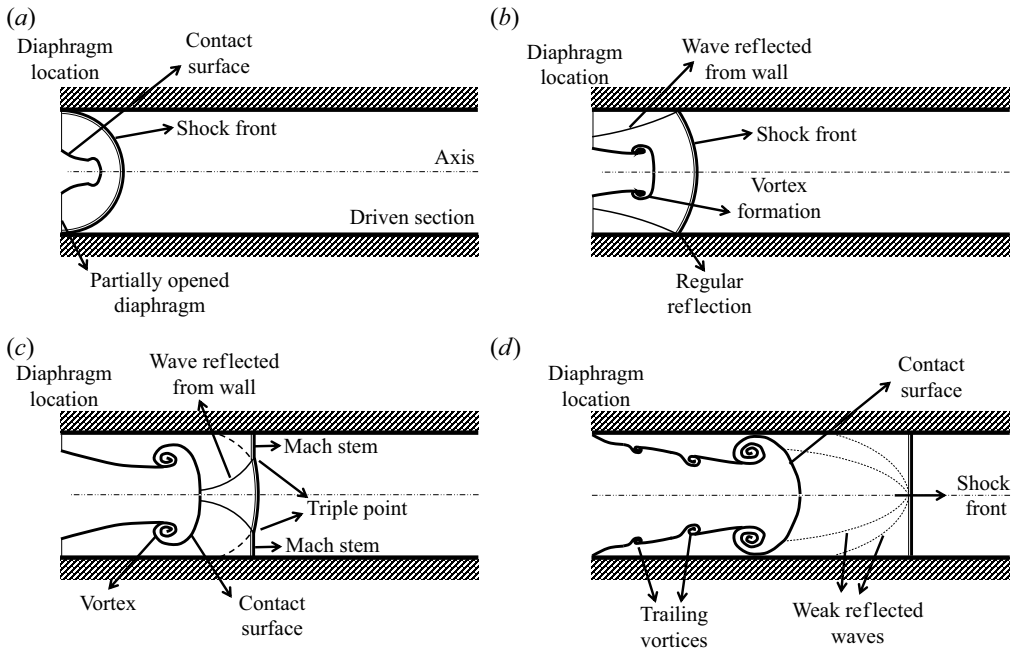 (a)
Diaphragm
location
Contact
surface
Shock front
Axis
Driven section
Partially opened
diaphragm
(b)
Diaphragm
location
Wave reflected
from wall
Shock front
Vortex
formation
Regular
reflection
(c)
Diaphragm
location
Wave reflected
from wall
Mach stem
Triple point
Mach stem
Vortex
Contact
surface
(d)
Diaphragm
location
Contact
surface
Shock
front
Trailing
vortices
Weak reflected
waves